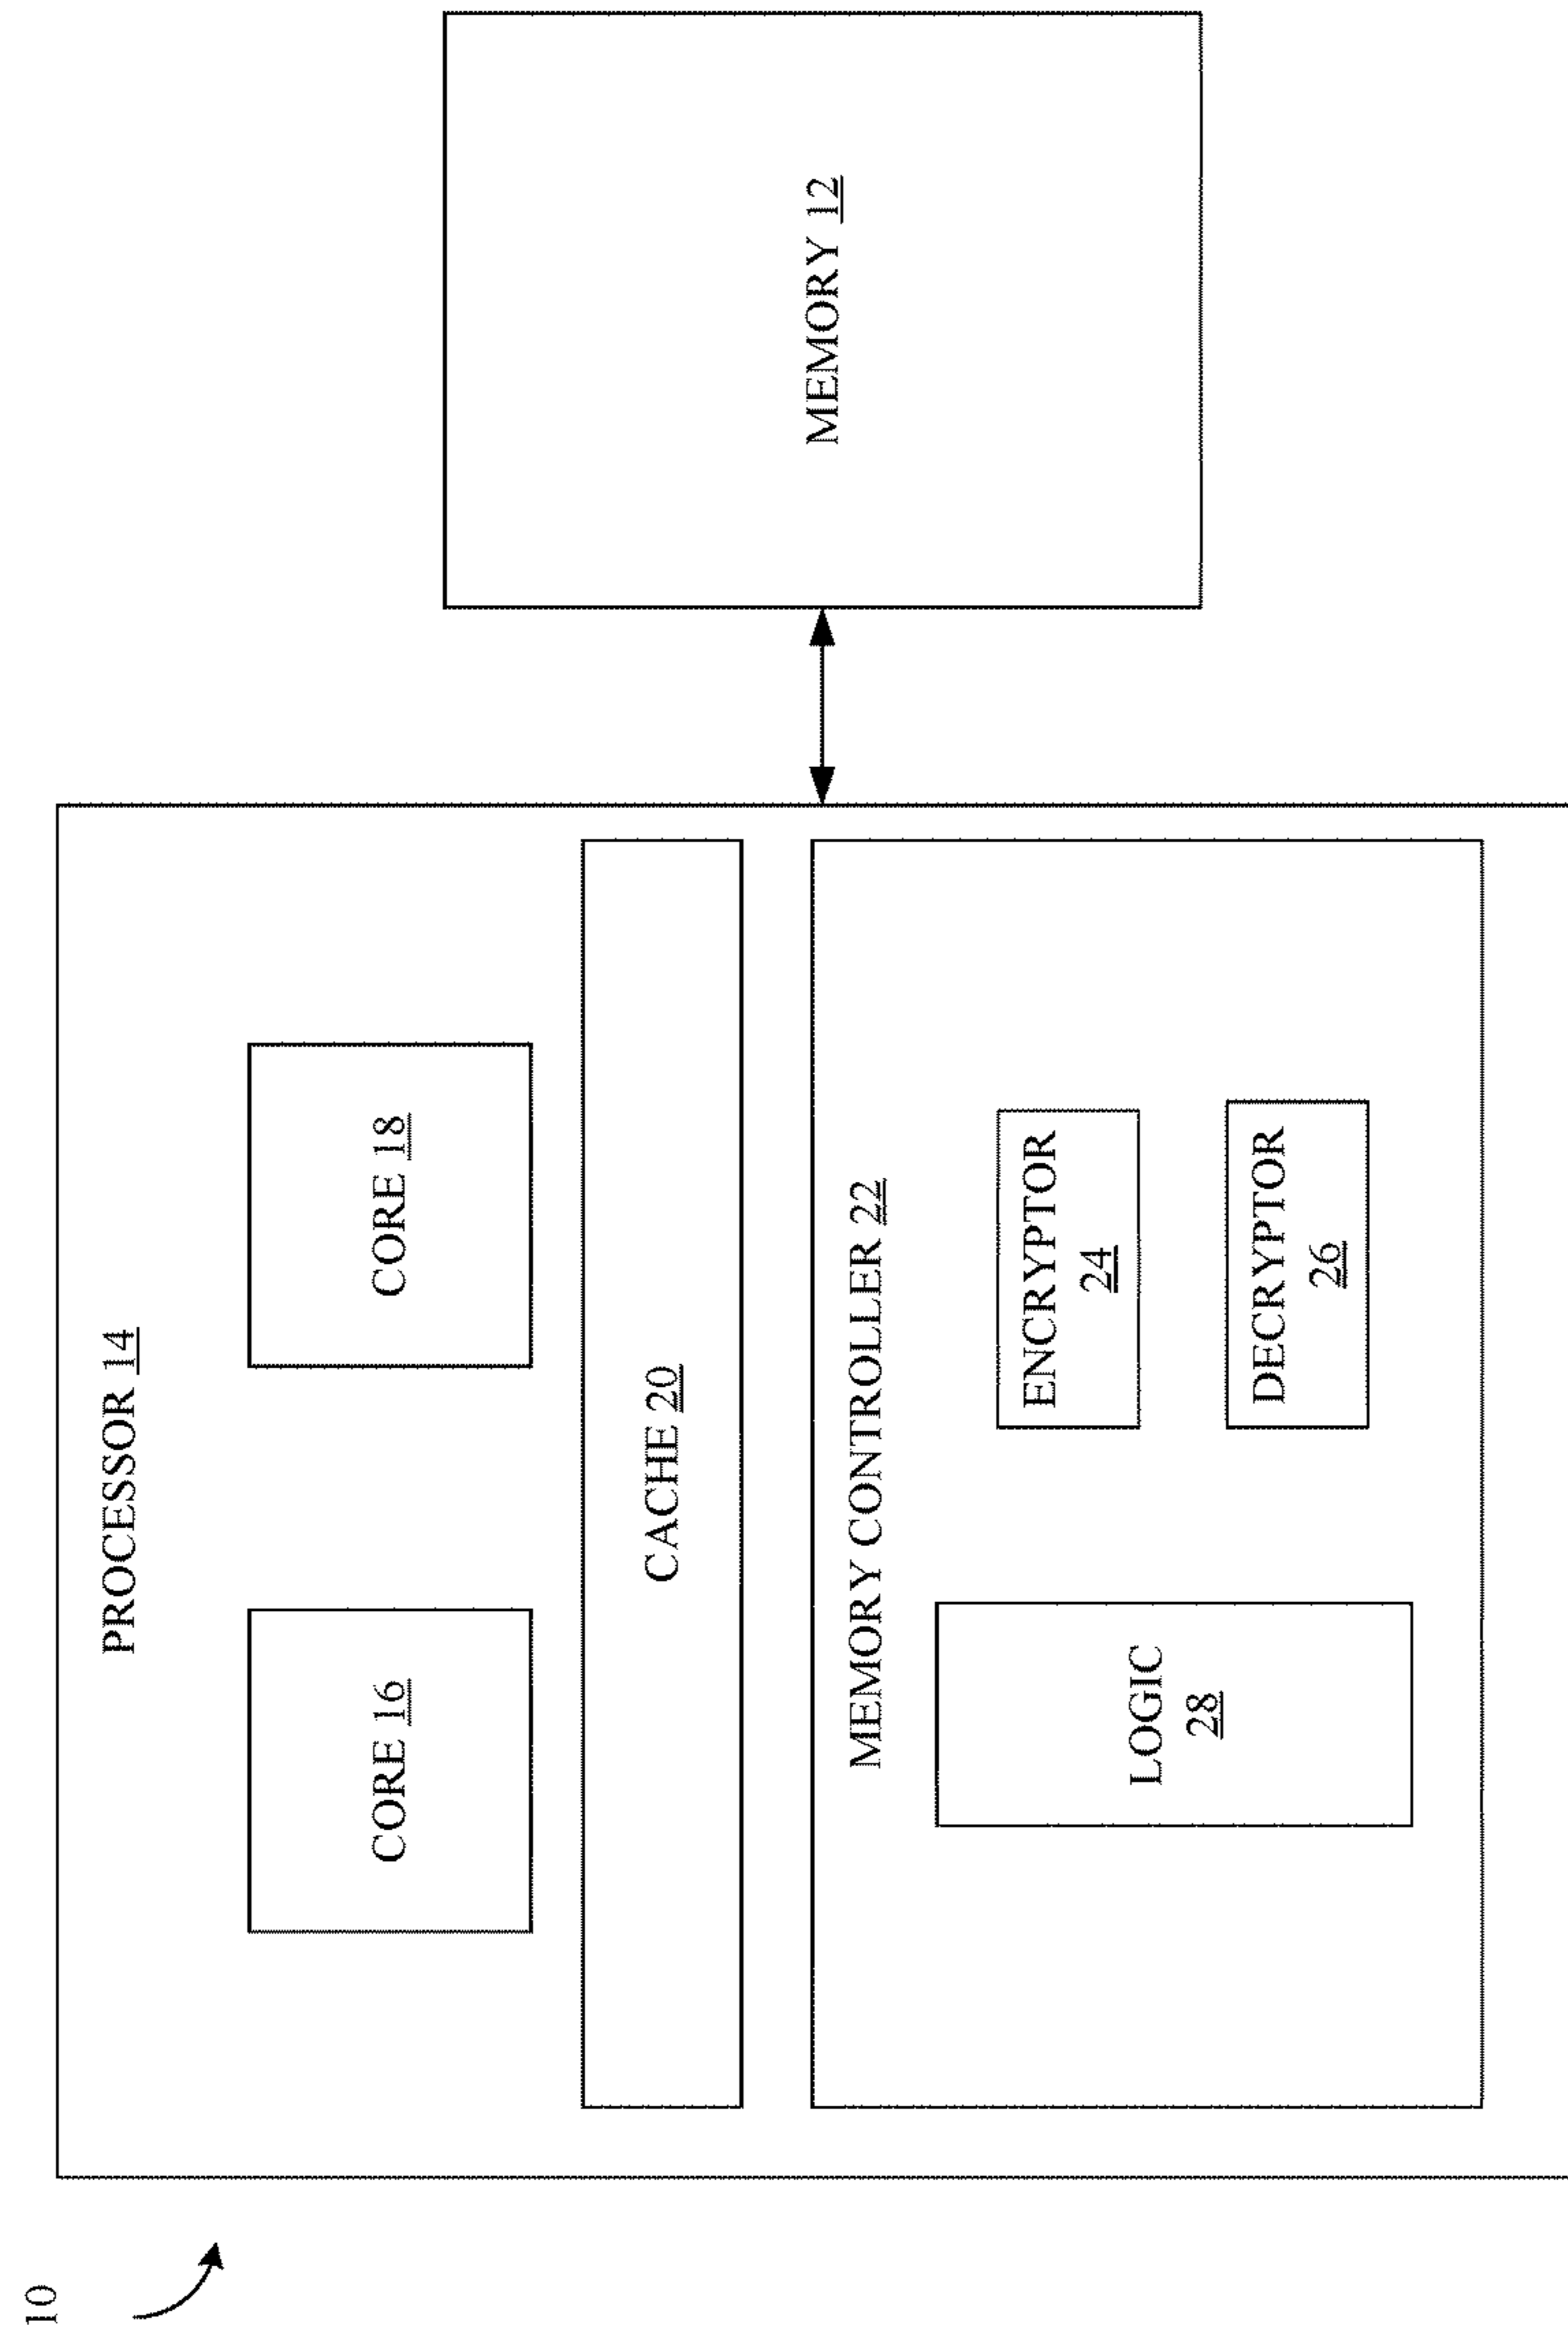 10
PROCESSOR 14
CORE 16
CORE 18
CACHE 20
MEMORY CONTROLLER 22
LOGIC
28
ENCRYPTOR
24
DECRYPTOR
26
MEMORY 12